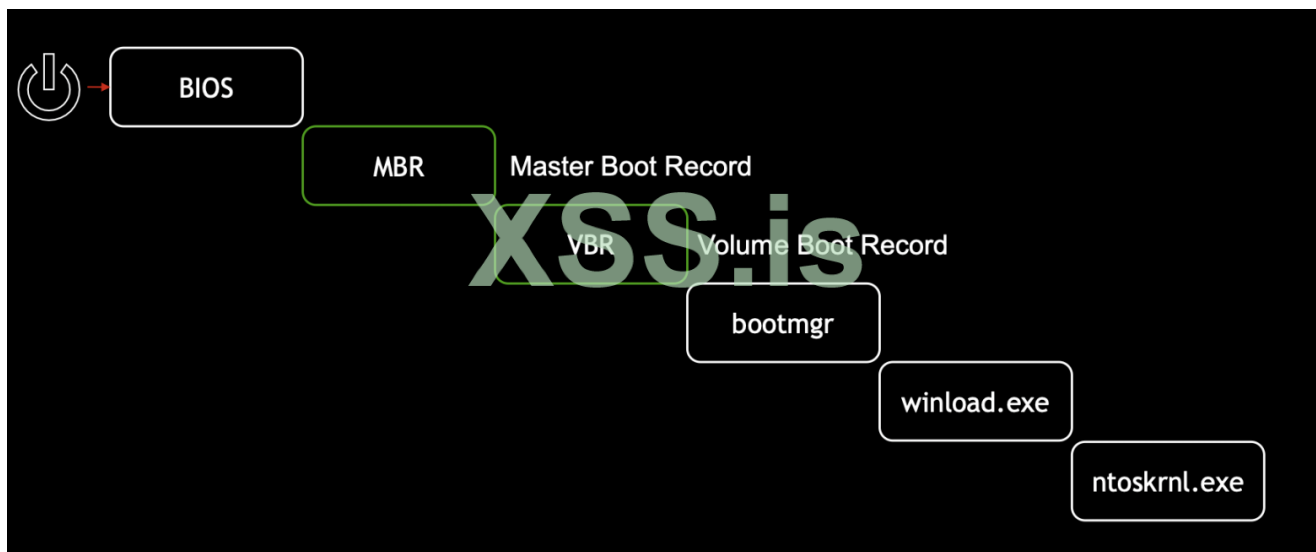 BIOS
MBR
Master Boot Record
XSS.is
VBR
Volume Boot Record
bootmgr
winload.exe
ntoskrnl.exe